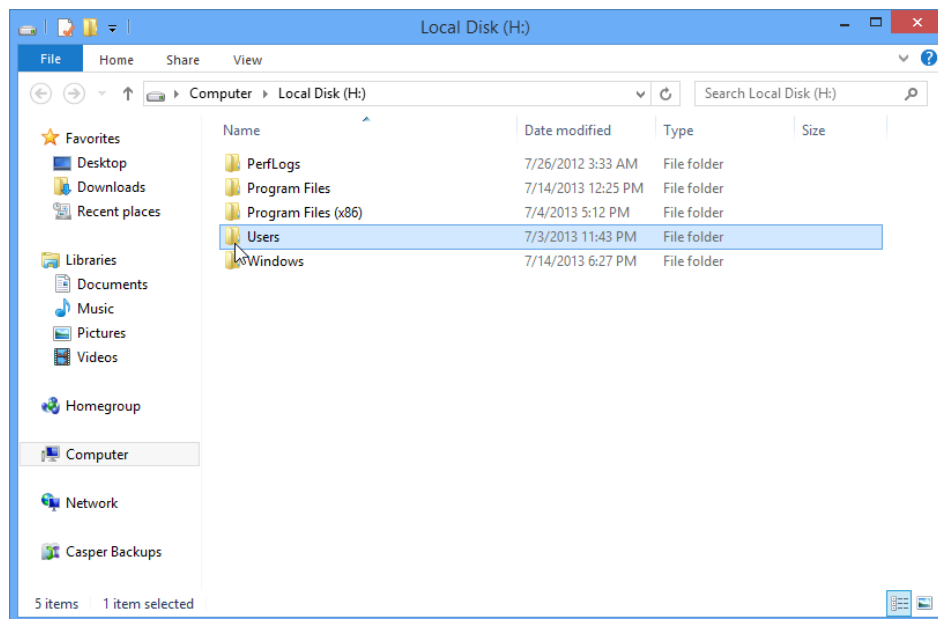 Local Disk (H:)
File Home Share View
Computer Local Disk (H:) Search Local Disk (H:)
Name Date modified Type Size
Favorites
Desktop
Downloads
Recent places
Libraries
Documents
Music
Pictures
Videos
Homegroup
Computer
Network
Casper Backups
PerfLogs 7/26/2012 3:33 AM File folder
Program Files 7/14/2013 12:25 PM File folder
Program Files (x86) 7/4/2013 5:12 PM File folder
Users 7/3/2013 11:43 PM File folder
Windows 7/14/2013 6:27 PM File folder
5 items 1 item selected